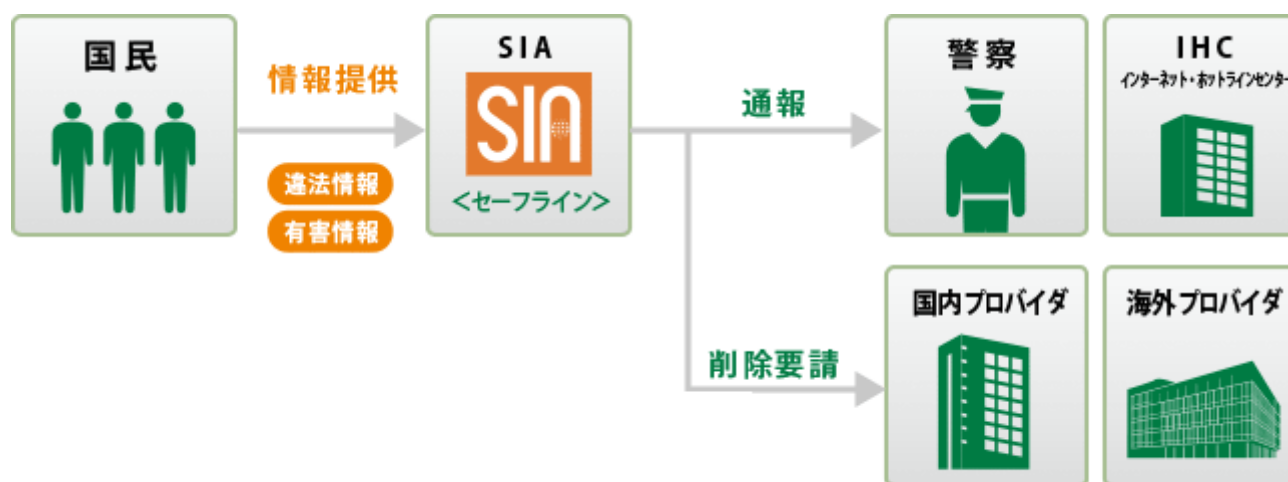 国民
情報提供
違法情報
有害情報
SIA
SIA
<セーフライン>
通報
削除要請
警察
IHC
インターネット・ホットラインセンター
国内プロバイダ
海外プロバイダ